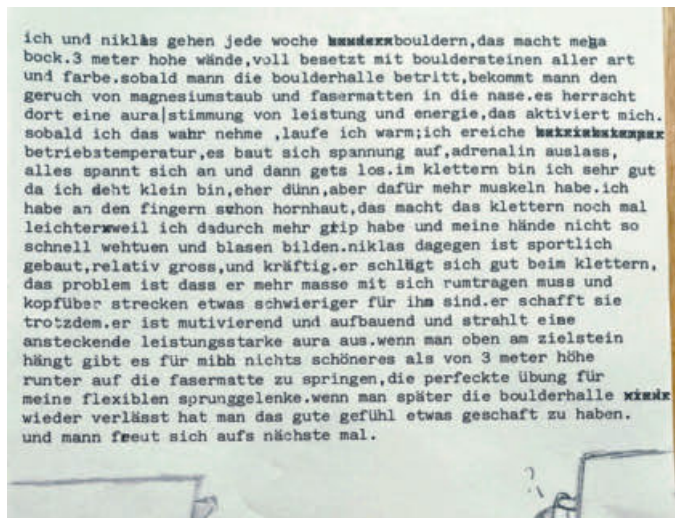 ich und niklas gehen jede woche bouldern,das macht mega
bock.3 meter hohe wände,voll besetzt mit bouldersteinen aller art
und farbe.sobald mann die boulderhalle betritt,bekommt mann den
geruch von magnesiumstaub und fasermatten in die nase.es herrscht
dort eine aura|stimmung von leistung und energie,das aktiviert mich.
sobald ich das wahr nehme ,laufe ich warm;ich ereiche
betriebstemperatur,es baut sich spannung auf,adrenalin auslass,
alles spannt sich an und dann gets los.im klettern bin ich sehr gut
da ich deht klein bin,eher dünn,aber dafür mehr muskeln habe.ich
habe an den fingern schon hornhaut,das macht das klettern noch mal
leichter weil ich dadurch mehr grip habe und meine hände nicht so
schnell wehtuen und blasen bilden.niklas dagegen ist sportlich
gebaut,relativ gross,und kräftig.er schlägt sich gut beim klettern,
das problem ist dass er mehr masse mit sich rumtragen muss und
kopfüber strecken etwas schwieriger für ihm sind.er schafft sie
trotzdem.er ist mutivierend und aufbauend und strahlt eine
ansteckende leistungsstarke aura aus.wenn man oben am zielstein
hängt gibt es für mihh nichts schöneres als von 3 meter höhe
runter auf die fasermatte zu springen,die perfeckte übung für
meine flexiblen sprunggelenke.wenn man später die boulderhalle
wieder verlässt hat man das gute gefühl etwas geschaft zu haben.
und mann freut sich aufs nächste mal.